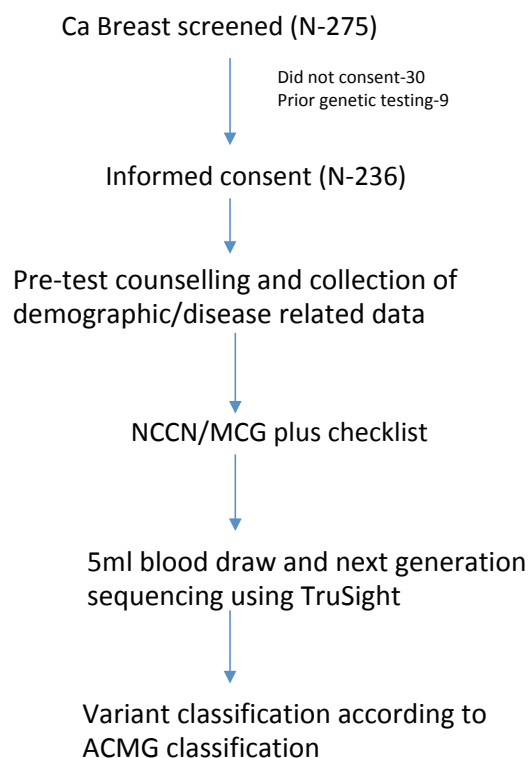 Ca Breast screened (N-275)
Did not consent-30
Prior genetic testing-9
Informed consent (N-236)
Pre-test counselling and collection of
demographic/disease related data
NCCN/MCG plus checklist
5ml blood draw and next generation
sequencing using TruSight
Variant classification according to
ACMG classification